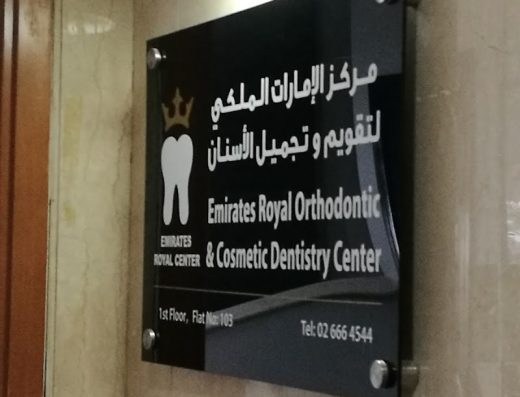 مركز الإمارات الملكي
لتقويم و تجميل الأسنان
Emirates Royal Orthodontic
& Cosmetic Dentistry Center
EMIRATES
ROYAL CENTER
1st Floor, Flat No: 103
Tel: 02 666 4544